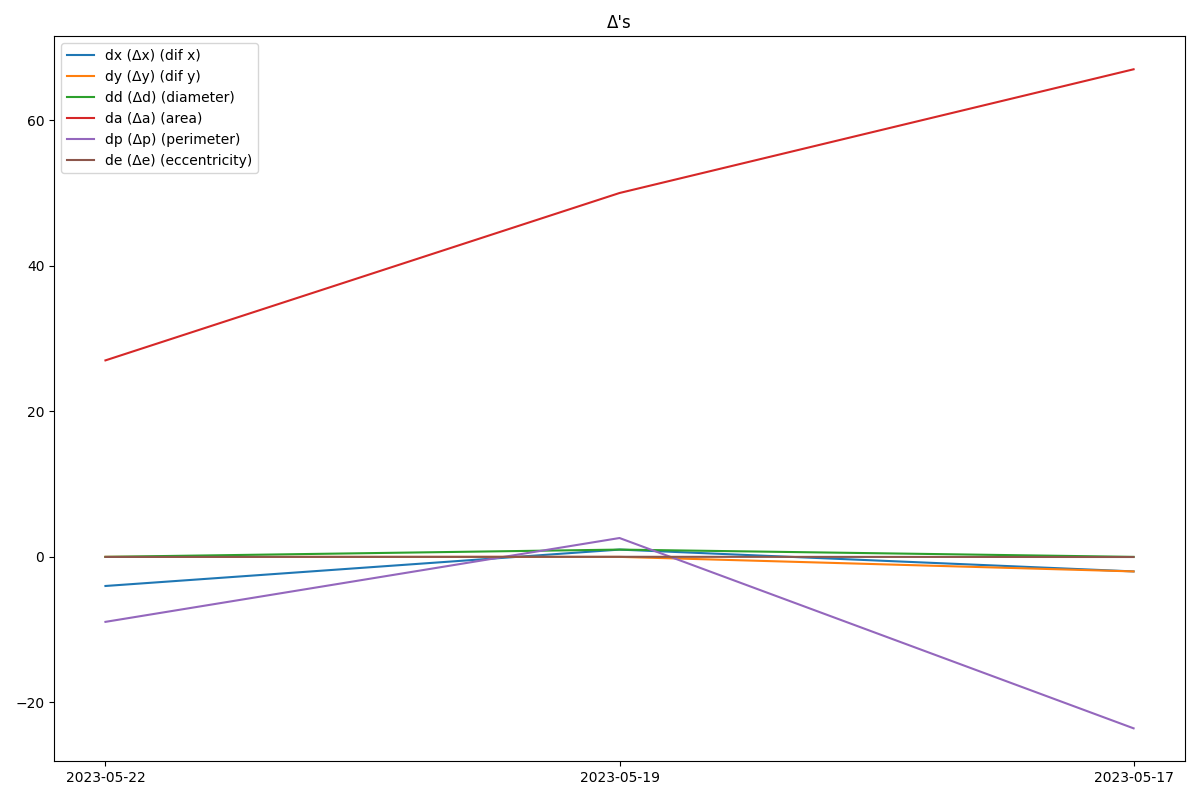 Δ's
dx (Δx) (dif x)
dy (Δy) (dif y)
dd (Δd) (diameter)
da (Δa) (area)
dp (Δp) (perimeter)
de (Δe) (eccentricity)
60
40
20
0
−20
2023-05-22
2023-05-19
2023-05-17